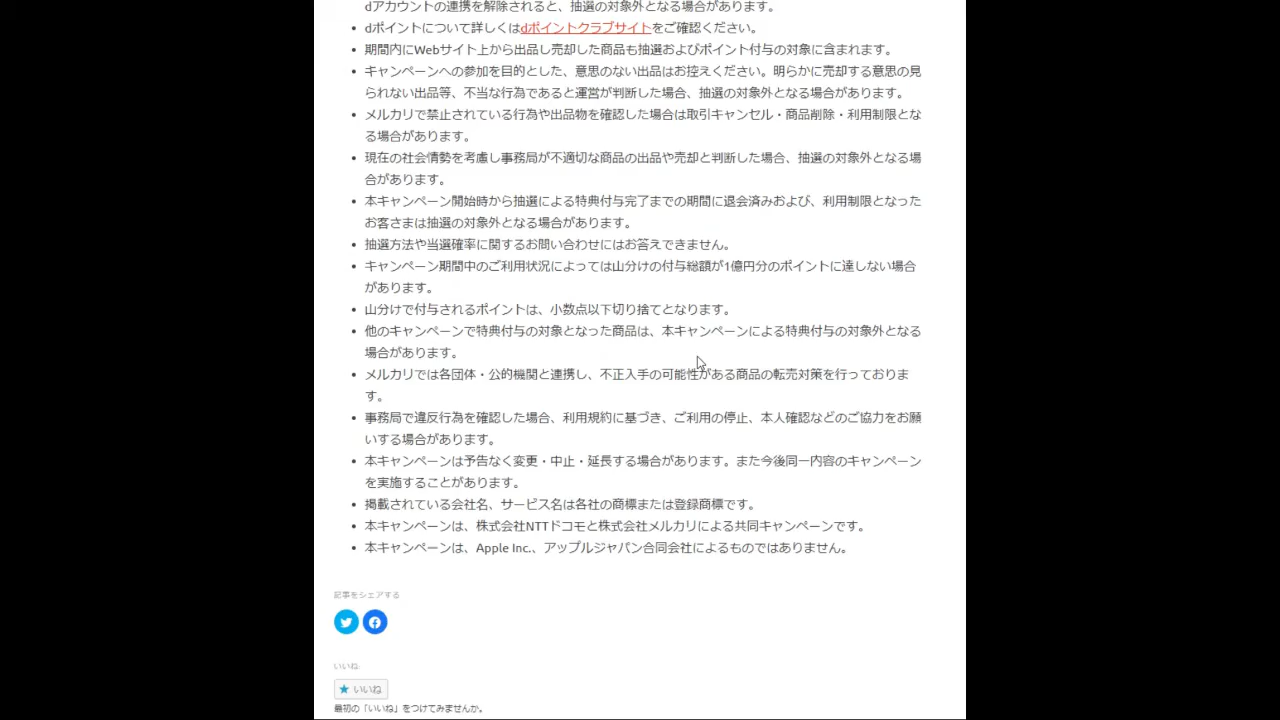 dアカウントの連携を解除されると、抽選の対象外となる場合があります。
dポイントについて詳しくはdポイントクラブサイトをご確認ください。
期間内にWebサイト上から出品し売却した商品も抽選およびポイント付与の対象に含まれます。
キャンペーンへの参加を目的とした、意思のない出品はお控えください。明らかに売却する意思の見
られない出品等、不当な行為であると運営が判断した場合、抽選の対象外となる場合があります。
メルカリで禁止されている行為や出品物を確認した場合は取引キャンセル・商品削除・利用制限とな
る場合があります。
現在の社会情勢を考慮し事務局が不適切な商品の出品や売却と判断した場合、抽選の対象外となる場
合があります。
本キャンペーン開始時から抽選による特典付与完了までの期間に退会済みおよび、利用制限となった
お客さまは抽選の対象外となる場合があります。
抽選方法や当選確率に関するお問い合わせにはお答えできません。
キャンペーン期間中のご利用状況によっては山分けの付与総額が1億円分のポイントに達しない場合
があります。
山分けで付与されるポイントは、小数点以下切り捨てとなります。
他のキャンペーンで特典付与の対象となった商品は、本キャンペーンによる特典付与の対象外となる
場合があります。
メルカリでは各団体・公的機関と連携し、不正入手の可能性がある商品の転売対策を行っておりま
す。
事務局で違反行為を確認した場合、利用規約に基づき、ご利用の停止、本人確認などのご協力をお願
いする場合があります。
本キャンペーンは予告なく変更・中止・延長する場合があります。また今後同一内容のキャンペーン
を実施することがあります。
掲載されている会社名、サービス名は各社の商標または登録商標です。
本キャンペーンは、株式会社NTTドコモと株式会社メルカリによる共同キャンペーンです。
本キャンペーンは、Apple Inc.、アップルジャパン合同会社によるものではありません。
記事をシェアする
いいね:
いいね
最初の「いいね」をつけてみませんか。